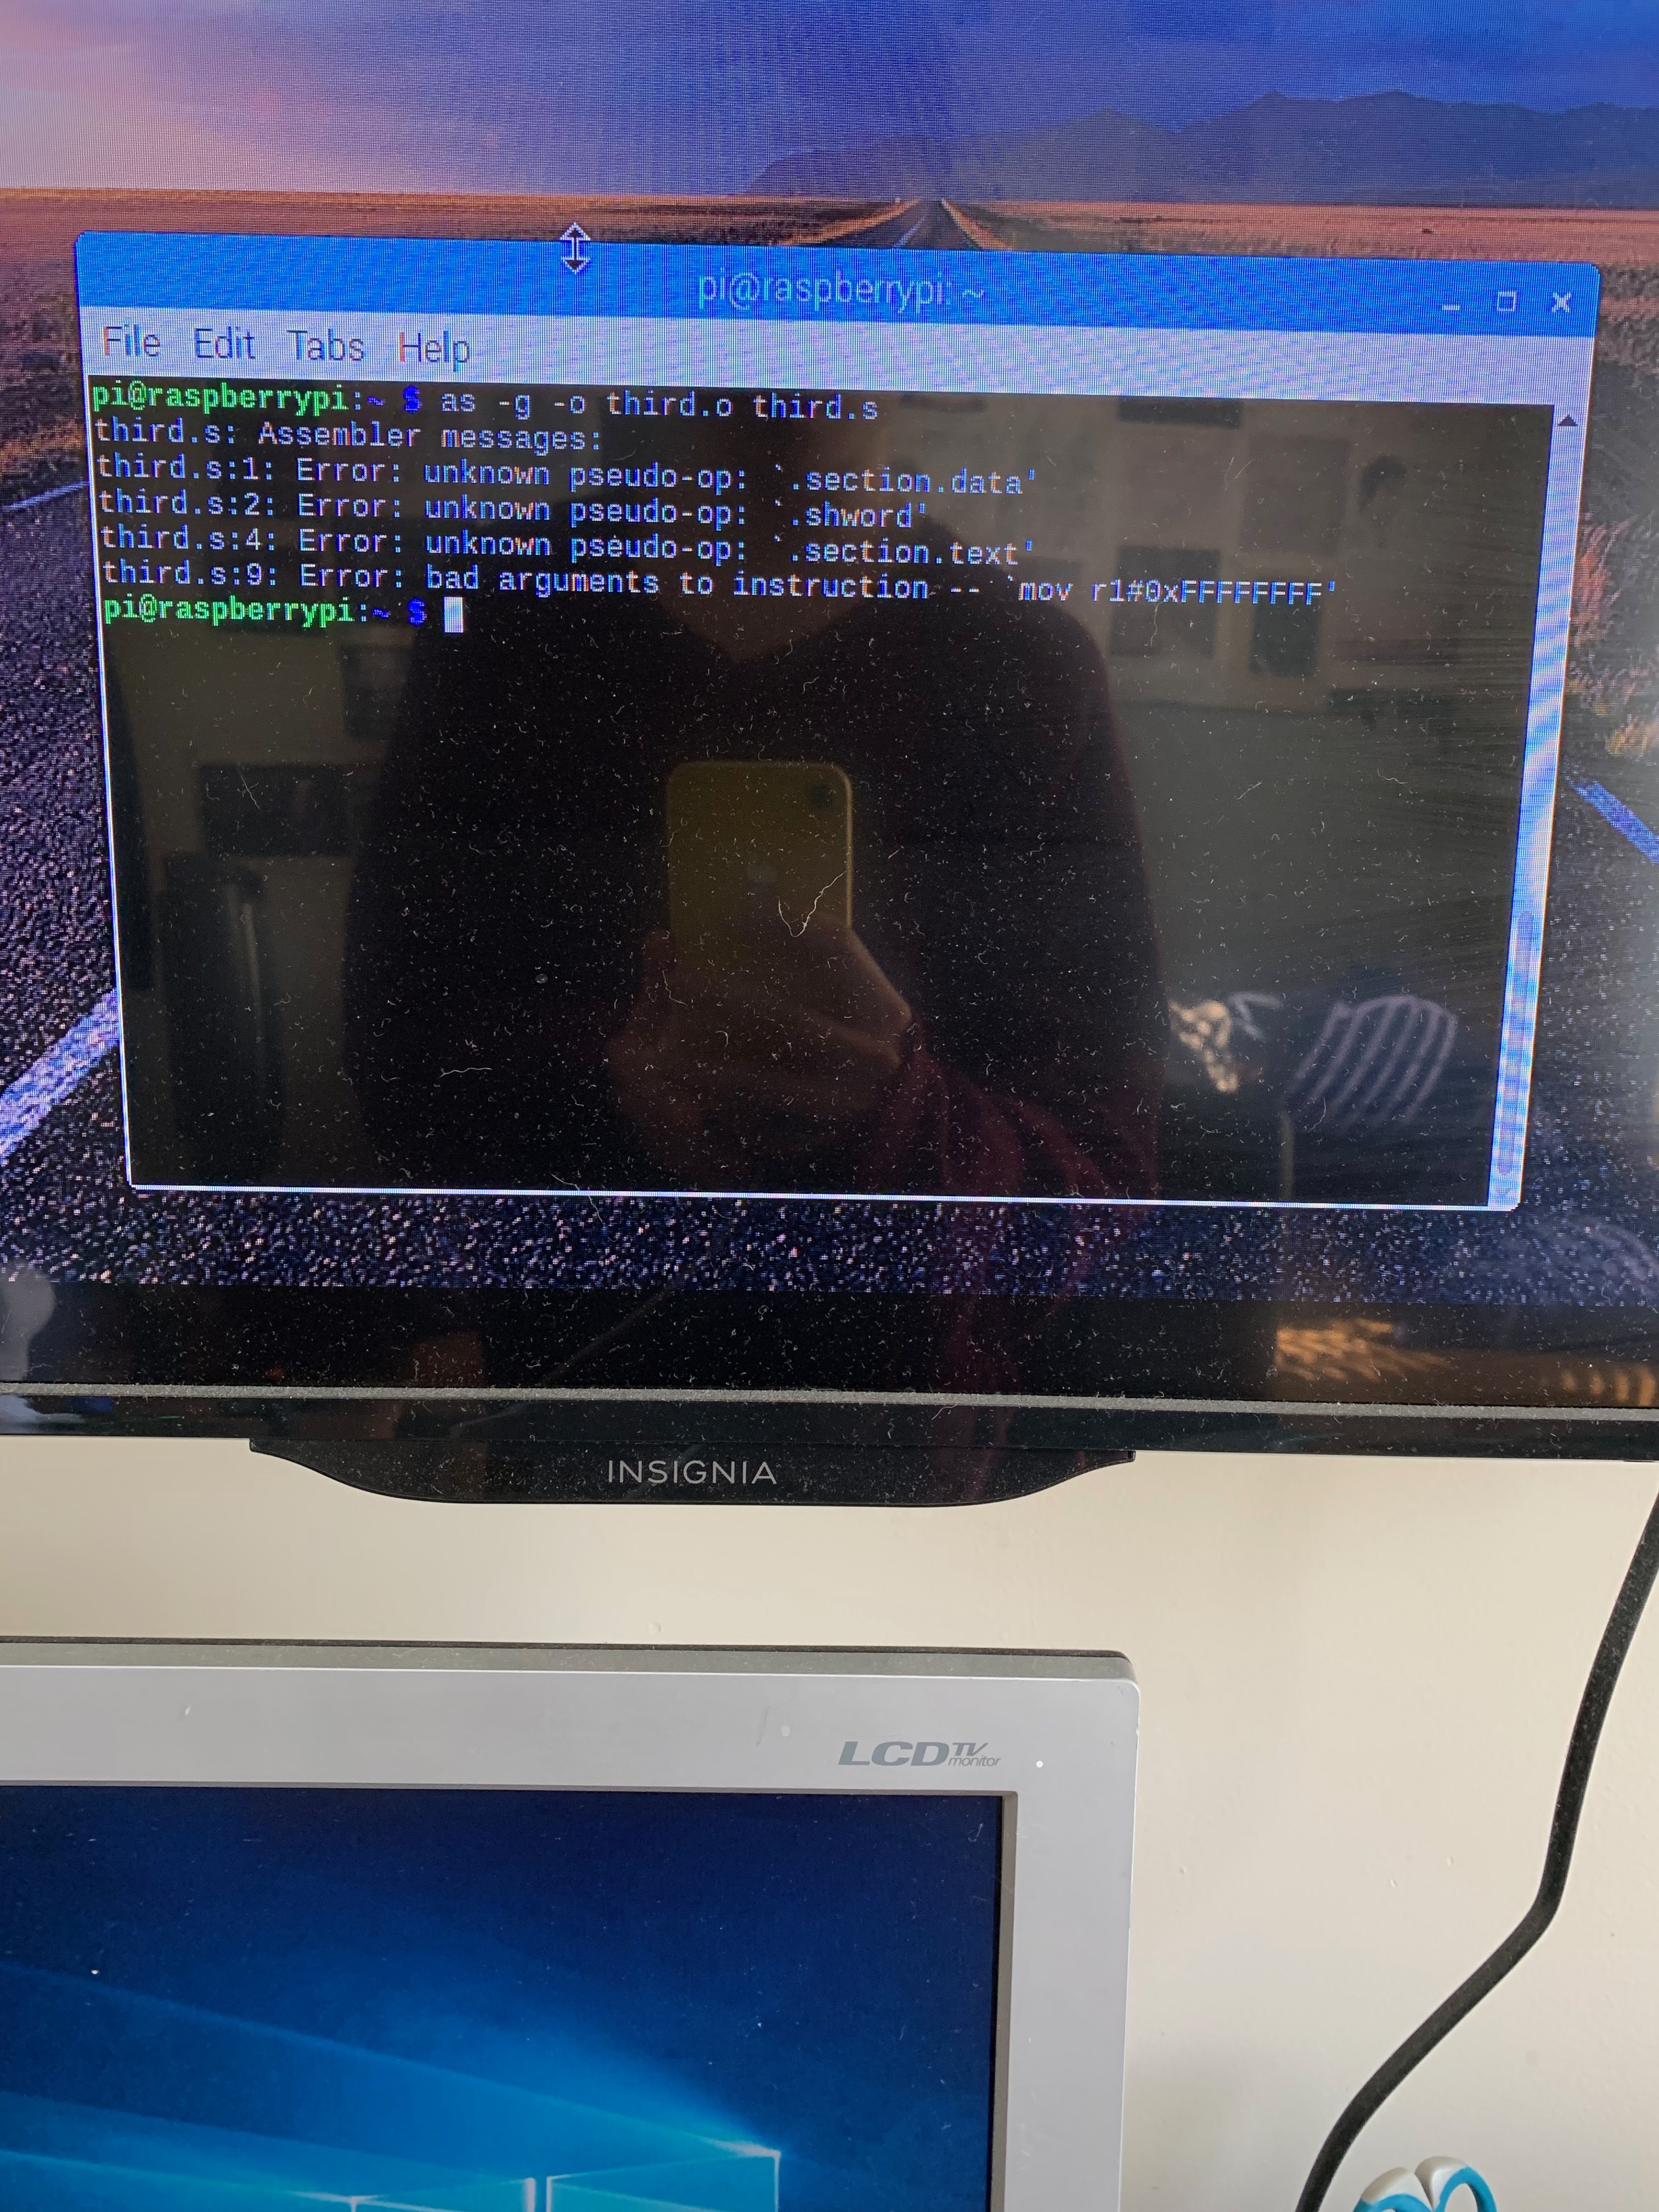 pi@raspberrypi: ~
File Edit Tabs Help
pi@raspberrypi:~ $ as -g -o third.o third.s
third.s: Assembler messages:
third.s:1: Error: unknown pseudo-op: `.section.data'
third.s:2: Error: unknown pseudo-op: `.shword'
third.s:4: Error: unknown pseudo-op: `.section.text'
third.s:9: Error: bad arguments to instruction -- `mov r1#0xFFFFFFFF'
pi@raspberrypi:~ $
INSIGNIA
LCD TV monitor